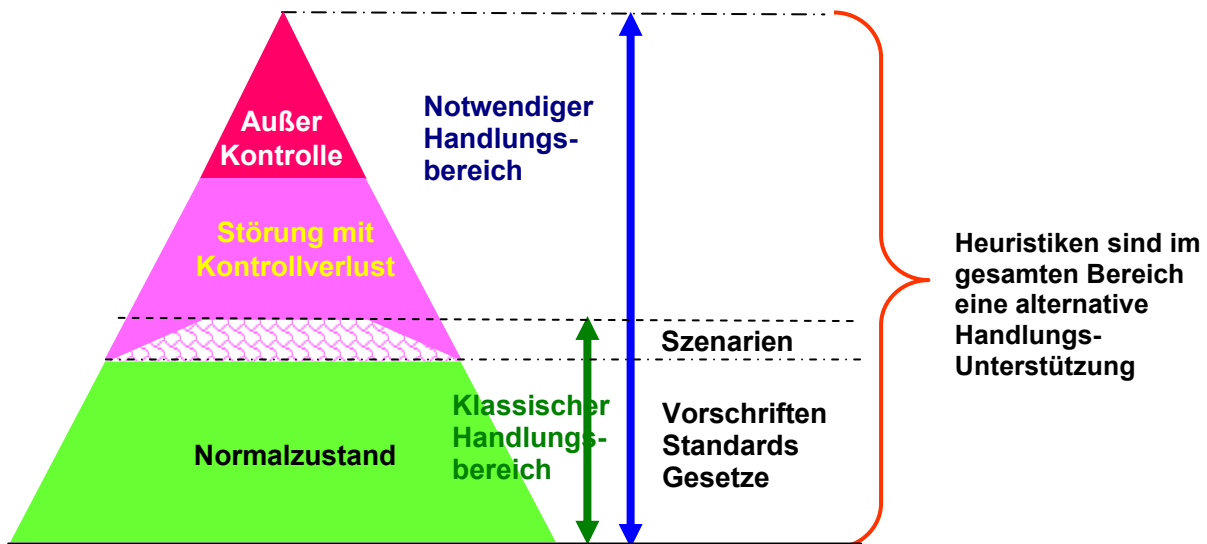 Außer
Kontrolle
Notwendiger
Handlungs-
bereich
Störung mit
Kontrollverlust
Heuristiken sind im
gesamten Bereich
eine alternative
Handlungs-
Unterstützung
Szenarien
Normalzustand
Klassischer
Handlungs-
bereich
Vorschriften
Standards
Gesetze